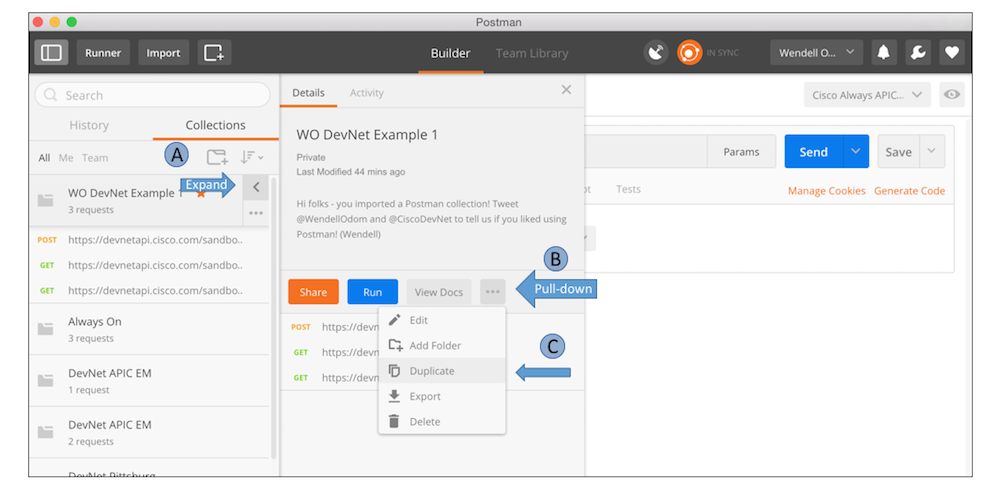 Postman
Runner
Import
Builder
Team Library
IN SYNC
Wendell O...
Search
History
Collections
All Me Team
A
Expand
WO DevNet Example 1
3 requests
POST https://devnetapi.cisco.com/sandbo..
GET https://devnetapi.cisco.com/sandbo..
GET https://devnetapi.cisco.com/sandbo..
Always On
3 requests
DevNet APIC EM
1 request
DevNet APIC EM
2 requests
DevNet Pittsburg
Details
Activity
WO DevNet Example 1
Private
Last Modified 44 mins ago
Hi folks - you imported a Postman collection! Tweet
@WendellOdom and @CiscoDevNet to tell us if you liked using
Postman! (Wendell)
B
Share
Run
View Docs
Pull-down
POST https://devn
GET https://devn
GET https://devn
Edit
Add Folder
Duplicate
Export
Delete
C
Cisco Always APIC...
Params
Send
Save
Tests
Manage Cookies
Generate Code